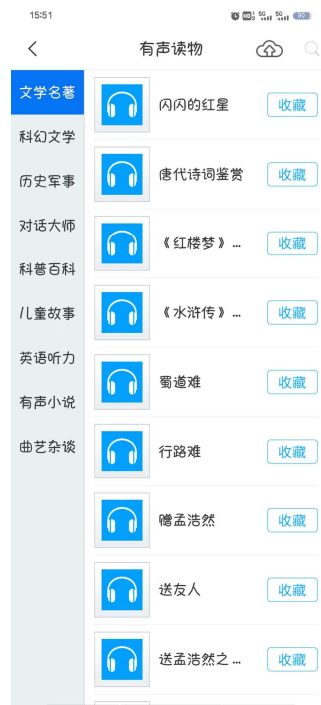 15:51
HD 5G 5G 80
有声读物
文学名著
科幻文学
历史军事
对话大师
科普百科
儿童故事
英语听力
有声小说
曲艺杂谈
闪闪的红星
收藏
唐代诗词鉴赏
收藏
《红楼梦》...
收藏
《水浒传》...
收藏
蜀道难
收藏
行路难
收藏
赠孟浩然
收藏
送友人
收藏
送孟浩然之...
收藏